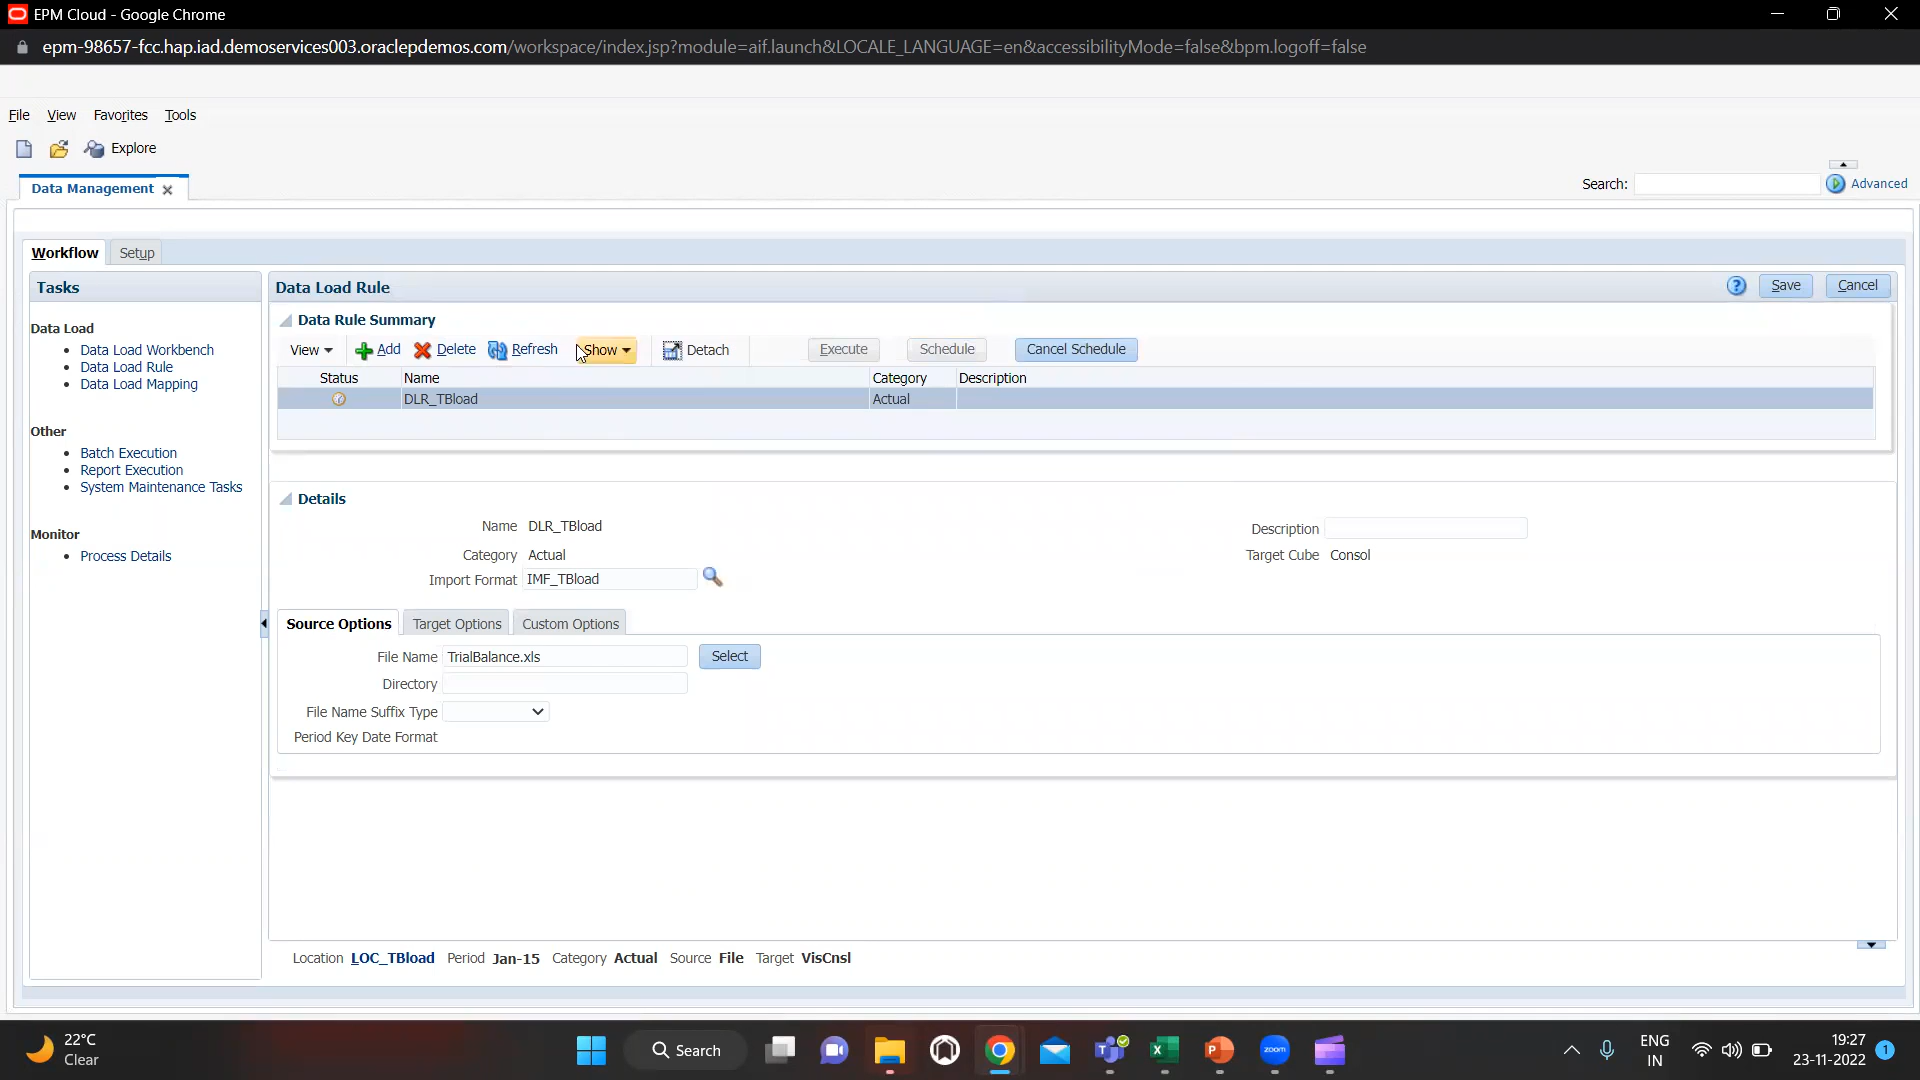 EPM Cloud - Google Chrome
epm-98657-fcc.hap.iad.demoservices003.oraclepdemos.com/workspace/index.jsp?module=aif.launch&LOCALE_LANGUAGE=en&accessibilityMode=false&bpm.logoff=false
File View Favorites Tools
Explore
Data Management
Search: Advanced
Workflow Setup
Tasks
Data Load
Data Load Workbench
Data Load Rule
Data Load Mapping
Other
Batch Execution
Report Execution
System Maintenance Tasks
Monitor
Process Details
Data Load Rule
Save Cancel
Data Rule Summary
View Add Delete Refresh Show Detach Execute Schedule Cancel Schedule
Status Name Category Description
DLR_TBload Actual
Details
Name DLR_TBload Description
Category Actual Target Cube Consol
Import Format IMF_TBload
Source Options Target Options Custom Options
File Name TrialBalance.xls Select
Directory
File Name Suffix Type
Period Key Date Format
Location LOC_TBload Period Jan-15 Category Actual Source File Target VisCnsl
22°C
Clear
Search
zoom
ENG
IN
19:27
23-11-2022
1